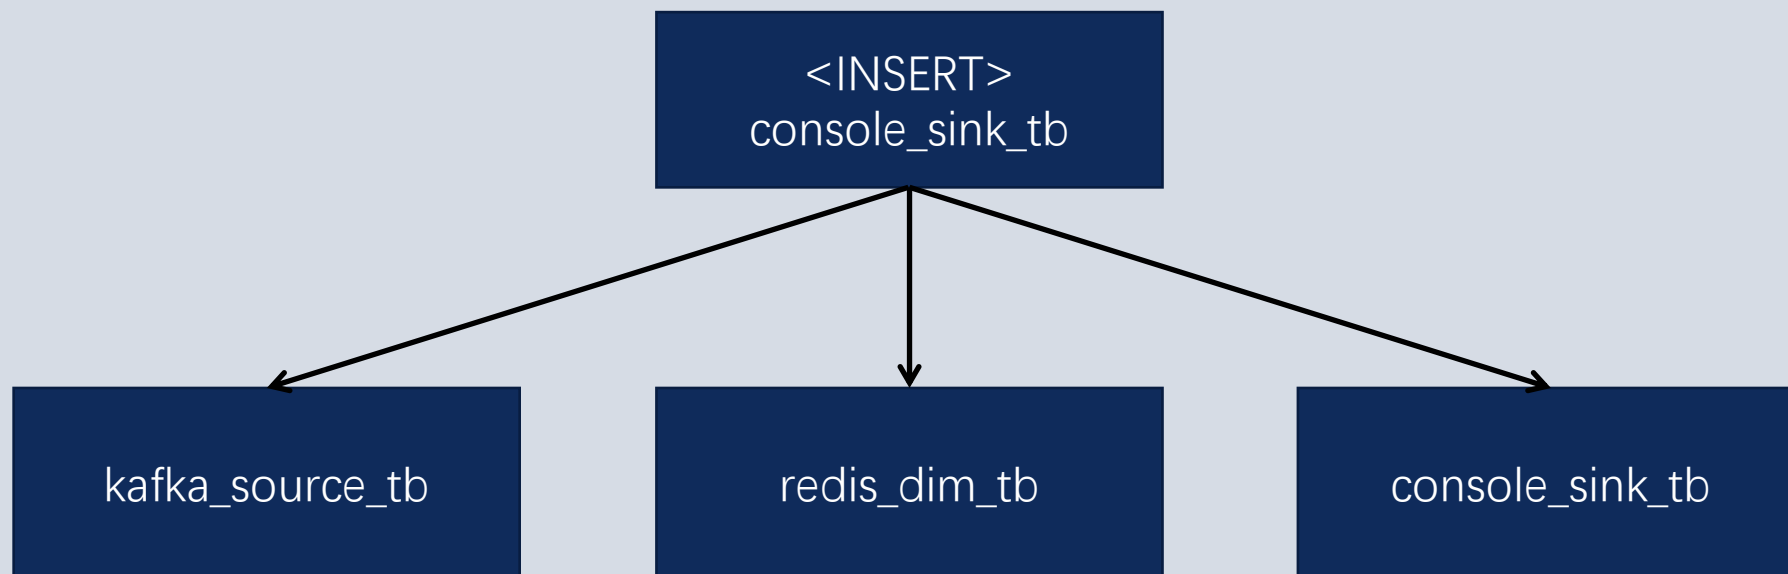 <INSERT>
console_sink_tb
kafka_source_tb
redis_dim_tb
console_sink_tb